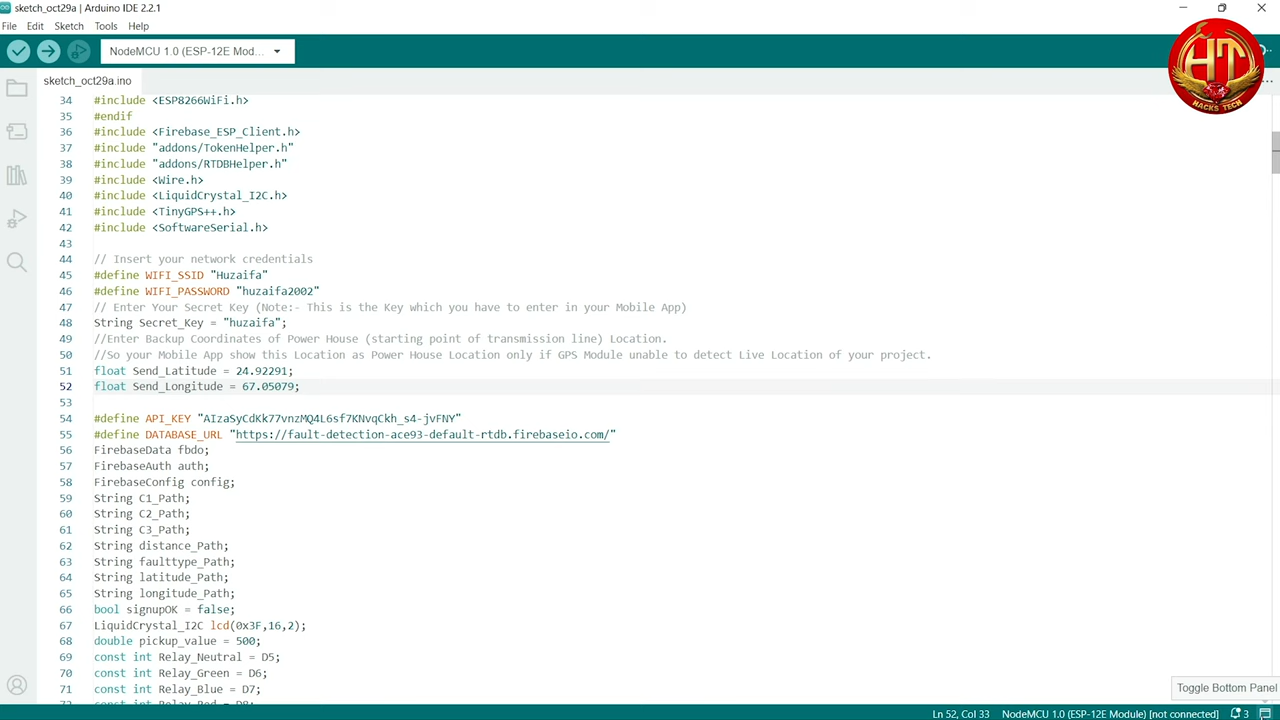 sketch_oct29a | Arduino IDE 2.2.1
File Edit Sketch Tools Help
NodeMCU 1.0 (ESP-12E Mod...
sketch_oct29a.ino
HT
HACKS TECH
34 #include <ESP8266WiFi.h>
35 #endif
36 #include <Firebase_ESP_Client.h>
37 #include "addons/TokenHelper.h"
38 #include "addons/RTDBHelper.h"
39 #include <Wire.h>
40 #include <LiquidCrystal_I2C.h>
41 #include <TinyGPS++.h>
42 #include <SoftwareSerial.h>
43
44 // Insert your network credentials
45 #define WIFI_SSID "Huzaifa"
46 #define WIFI_PASSWORD "huzaifa2002"
47 // Enter Your Secret Key (Note:- This is the Key which you have to enter in your Mobile App)
48 String Secret_Key = "huzaifa";
49 //Enter Backup Coordinates of Power House (starting point of transmission line) Location.
50 //So your Mobile App show this Location as Power House Location only if GPS Module unable to detect Live Location of your project.
51 float Send_Latitude = 24.92291;
52 float Send_Longitude = 67.05079;
53
54 #define API_KEY "AIzaSyCdKk77vnzMQ4L6sf7KNvqCkh_s4-jvFNY"
55 #define DATABASE_URL "https://fault-detection-ace93-default-rtdb.firebaseio.com/"
56 FirebaseData fbdo;
57 FirebaseAuth auth;
58 FirebaseConfig config;
59 String C1_Path;
60 String C2_Path;
61 String C3_Path;
62 String distance_Path;
63 String faulttype_Path;
64 String latitude_Path;
65 String longitude_Path;
66 bool signupOK = false;
67 LiquidCrystal_I2C lcd(0x3F,16,2);
68 double pickup_value = 500;
69 const int Relay_Neutral = D5;
70 const int Relay_Green = D6;
71 const int Relay_Blue = D7;
72 const int Relay_Red = D8;
Toggle Bottom Panel
Ln 52, Col 33 NodeMCU 1.0 (ESP-12E Module) [not connected] 3